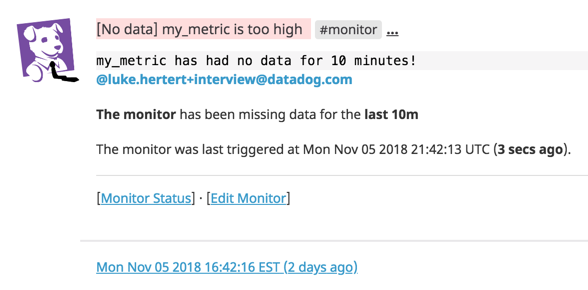 [No data] my_metric is too high #monitor ...
my_metric has had no data for 10 minutes!
@luke.hertert+interview@datadog.com
The monitor has been missing data for the last 10m
The monitor was last triggered at Mon Nov 05 2018 21:42:13 UTC (3 secs ago).
[Monitor Status] · [Edit Monitor]
Mon Nov 05 2018 16:42:16 EST (2 days ago)